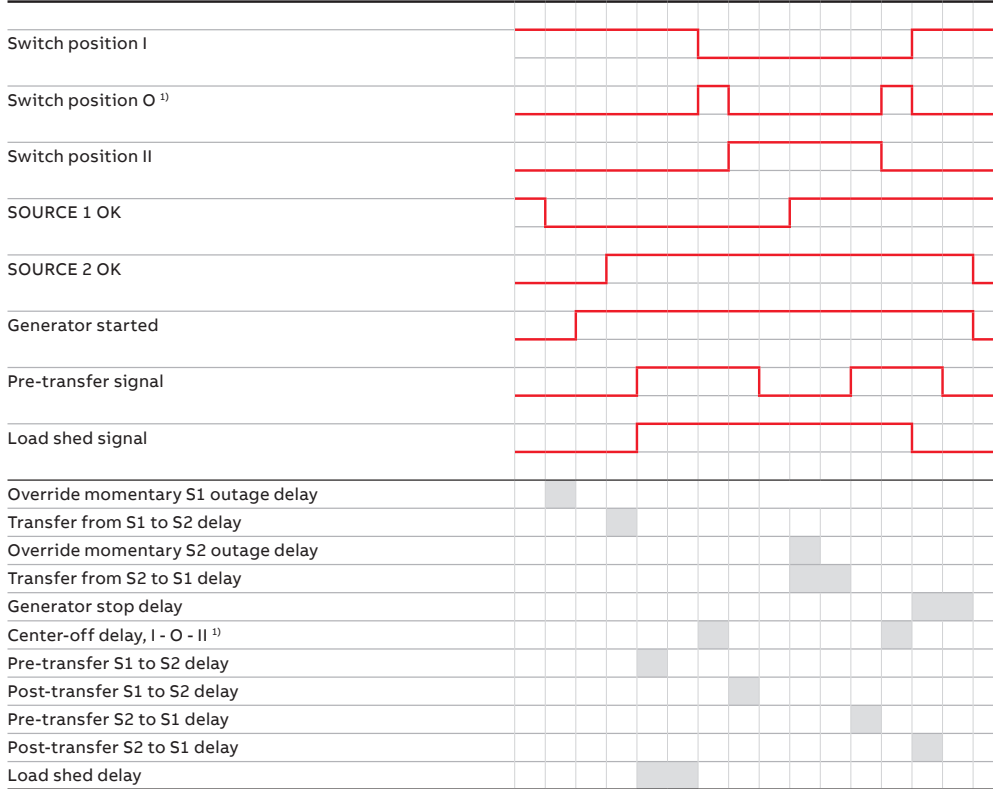 Switch position I
Switch position O 1)
Switch position II
SOURCE 1 OK
SOURCE 2 OK
Generator started
Pre-transfer signal
Load shed signal
Override momentary S1 outage delay
Transfer from S1 to S2 delay
Override momentary S2 outage delay
Transfer from S2 to S1 delay
Generator stop delay
Center-off delay, I - O - II 1)
Pre-transfer S1 to S2 delay
Post-transfer S1 to S2 delay
Pre-transfer S2 to S1 delay
Post-transfer S2 to S1 delay
Load shed delay